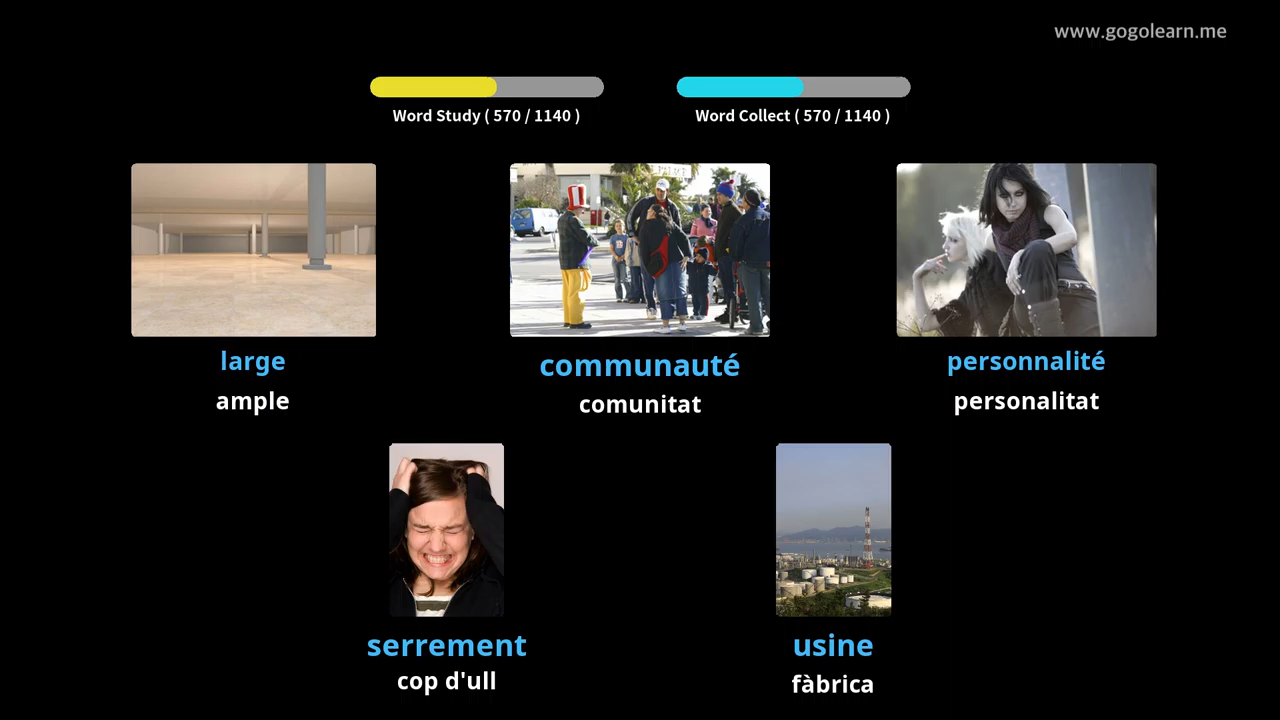 www.gogolearn.me
Word Study ( 570 / 1140 )
Word Collect ( 570 / 1140 )
large
ample
communauté
comunitat
personnalité
personalitat
serrement
cop d'ull
usine
fàbrica